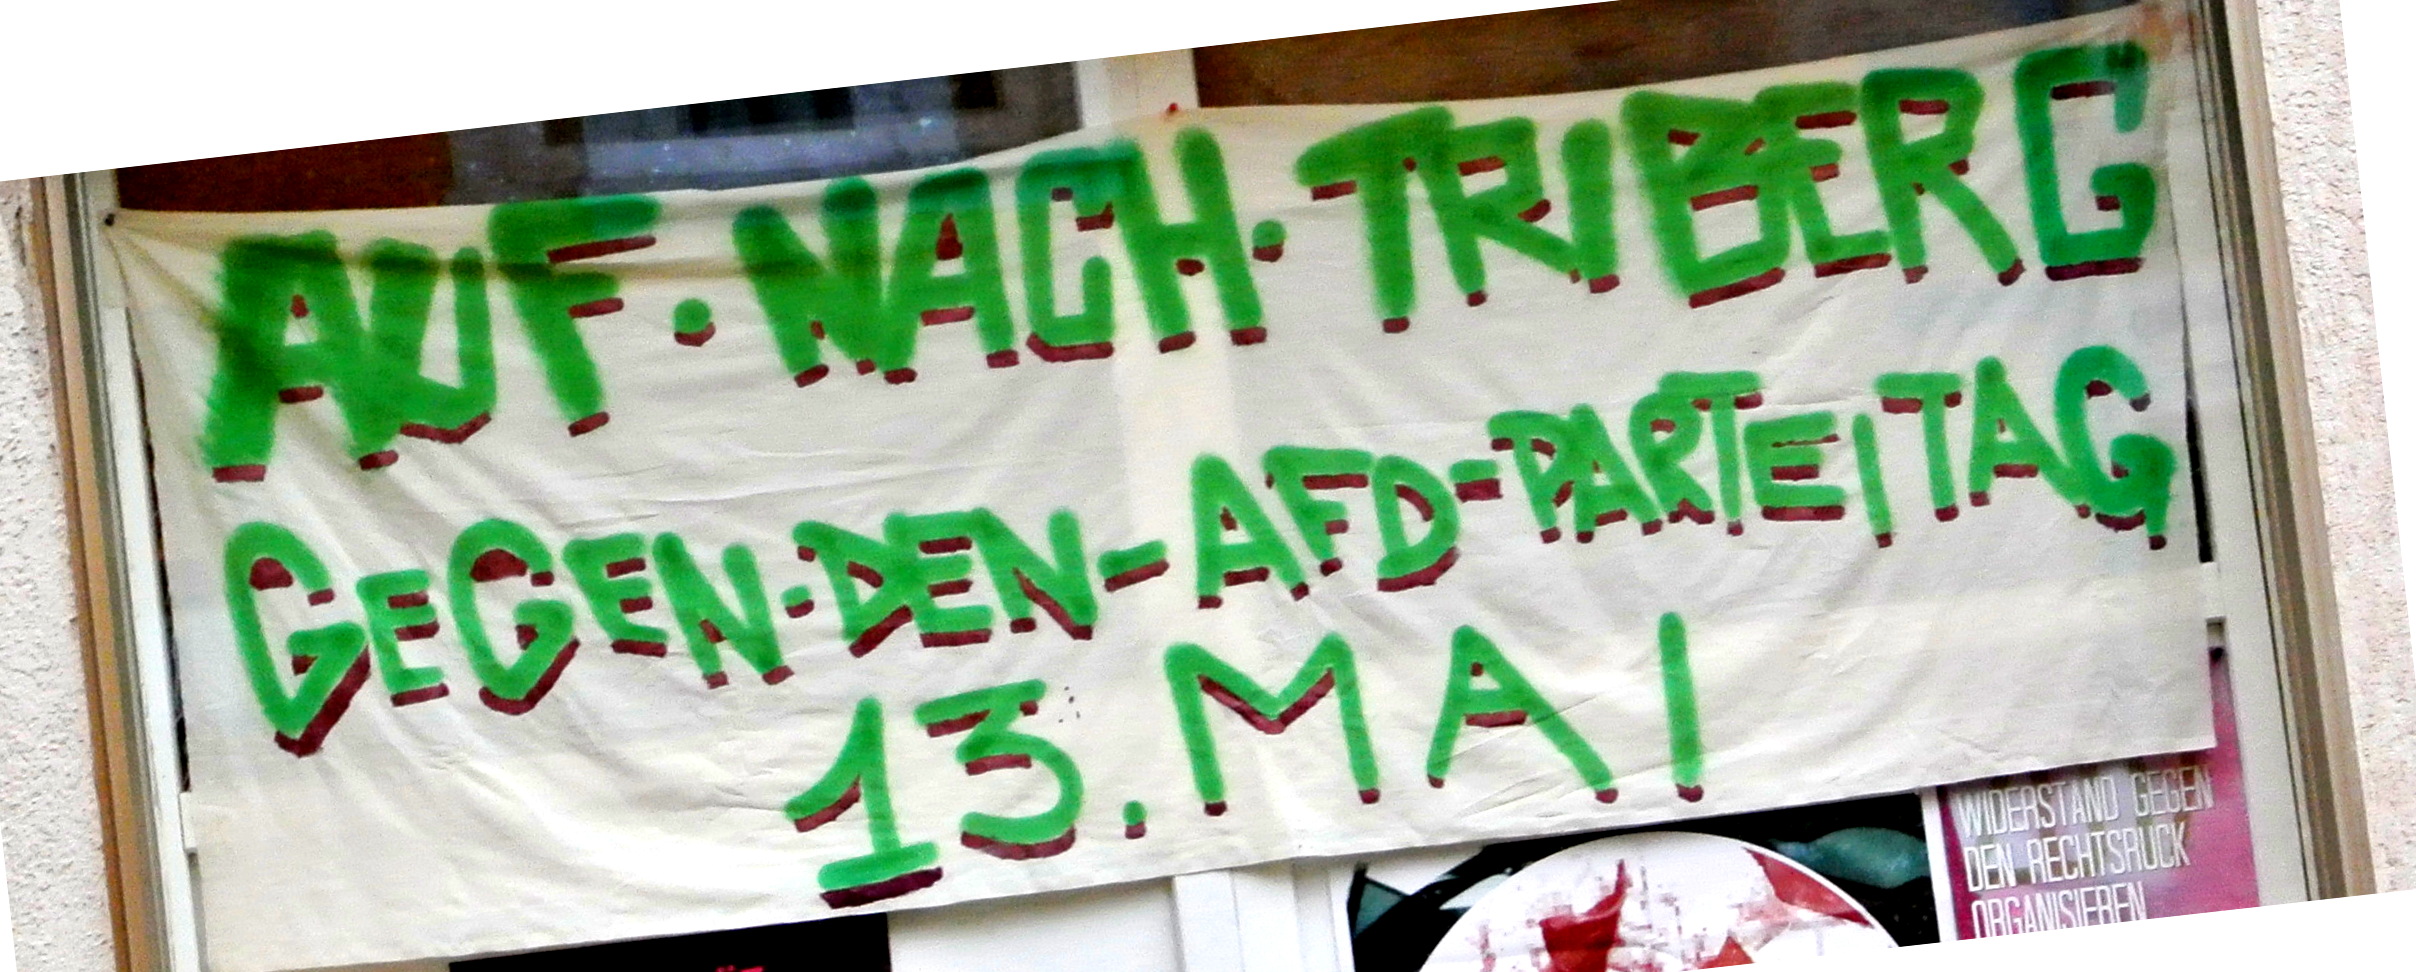 AUF · NACH · TRIBERG
GEGEN · DEN - AFD - PARTEITAG
13. MAI
WIDERSTAND GEGEN
DEN RECHTSRUCK
ORGANISIEREN